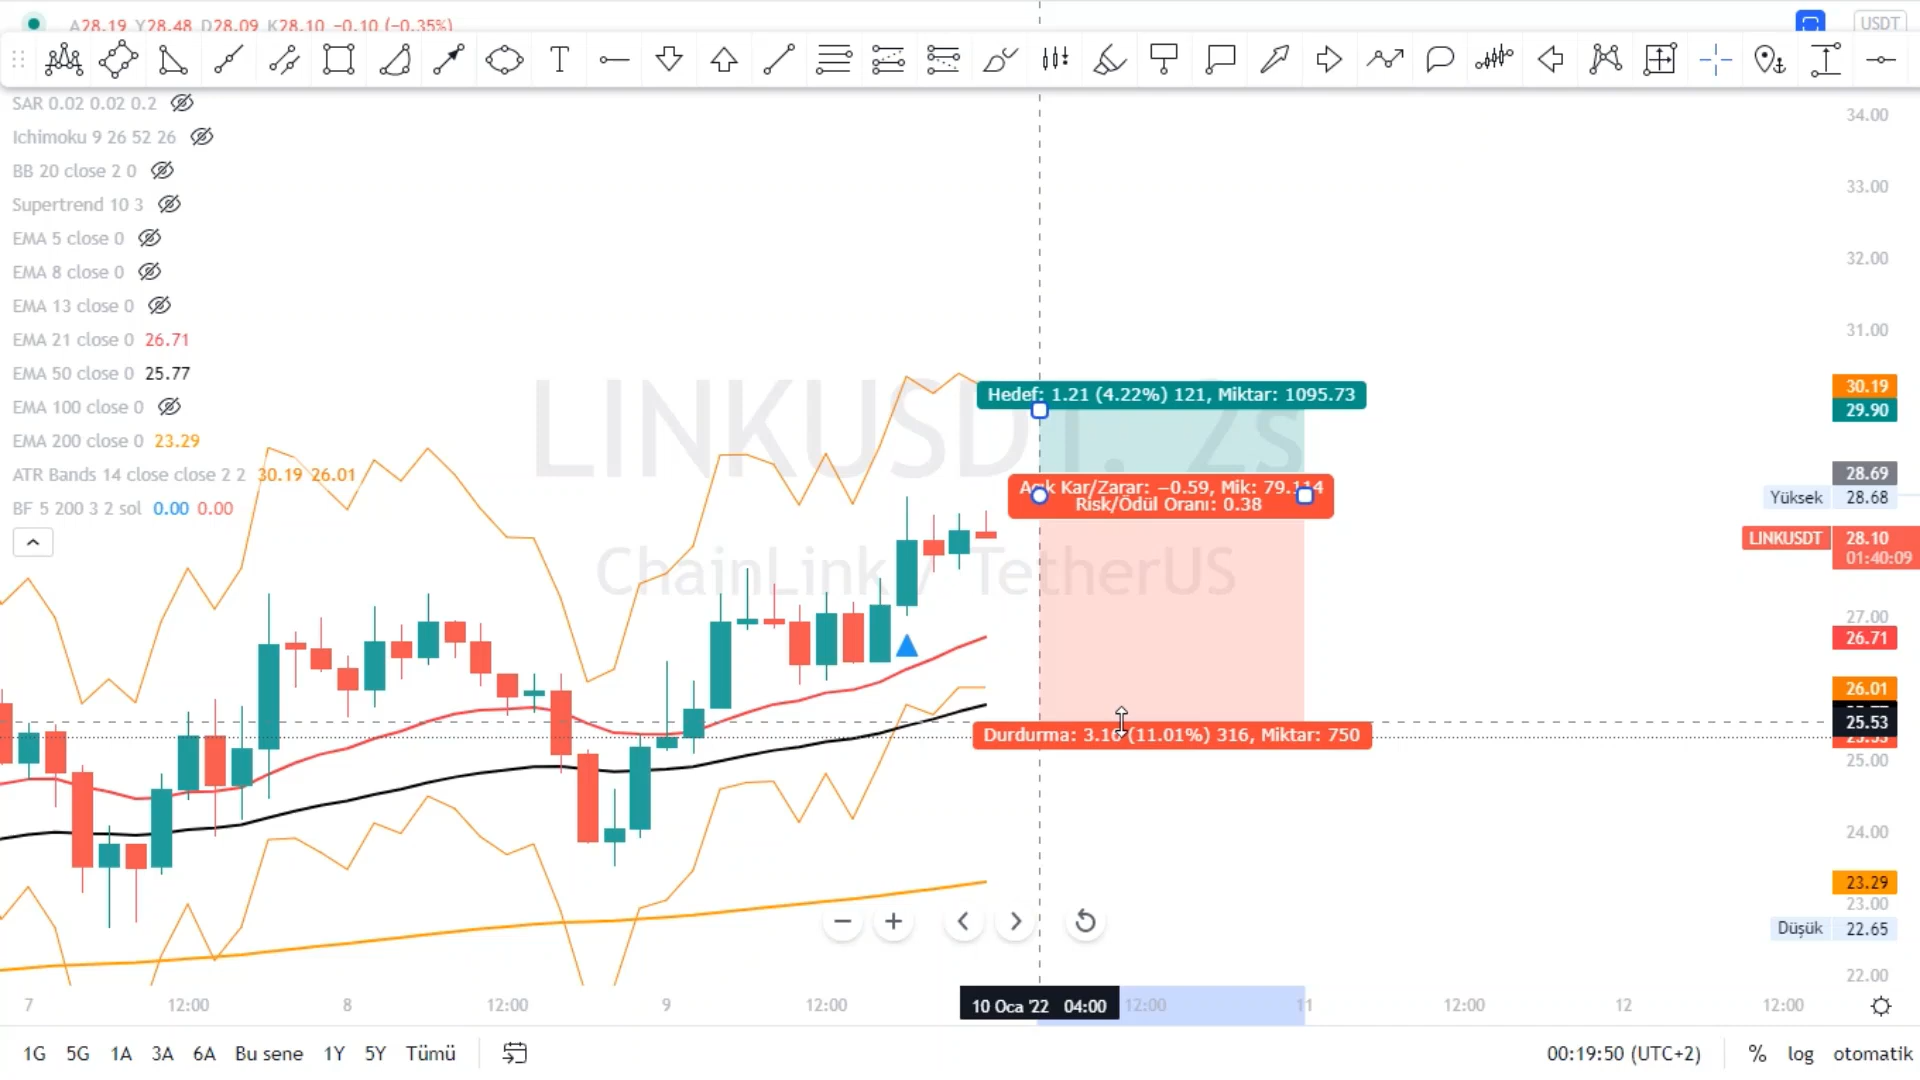 A28.19 Y28.48 D28.09 K28.10 −0.10 (−0.35%)
USDT
SAR 0.02 0.02 0.2
Ichimoku 9 26 52 26
BB 20 close 2 0
Supertrend 10 3
EMA 5 close 0
EMA 8 close 0
EMA 13 close 0
EMA 21 close 0 26.71
EMA 50 close 0 25.77
EMA 100 close 0
EMA 200 close 0 23.29
ATR Bands 14 close close 2 2 30.19 26.01
BF 5 200 3 2 sol 0.00 0.00
LINKUSDT, 2s
ChainLink / TetherUS
Hedef: 1.21 (4.22%) 121, Miktar: 1095.73
Açık Kar/Zarar: −0.59, Mik: 79.114
Risk/Ödül Oranı: 0.38
Durdurma: 3.16 (11.01%) 316, Miktar: 750
34.00
33.00
32.00
31.00
30.19
29.90
28.69
Yüksek 28.68
LINKUSDT 28.10
01:40:09
27.00
26.71
26.01
25.53
25.00
24.00
23.29
23.00
Düşük 22.65
22.00
7 12:00 8 12:00 9 12:00 10 Oca '22 04:00 12:00 11 12:00 12 12:00
1G 5G 1A 3A 6A Bu sene 1Y 5Y Tümü
00:19:50 (UTC+2) % log otomatik